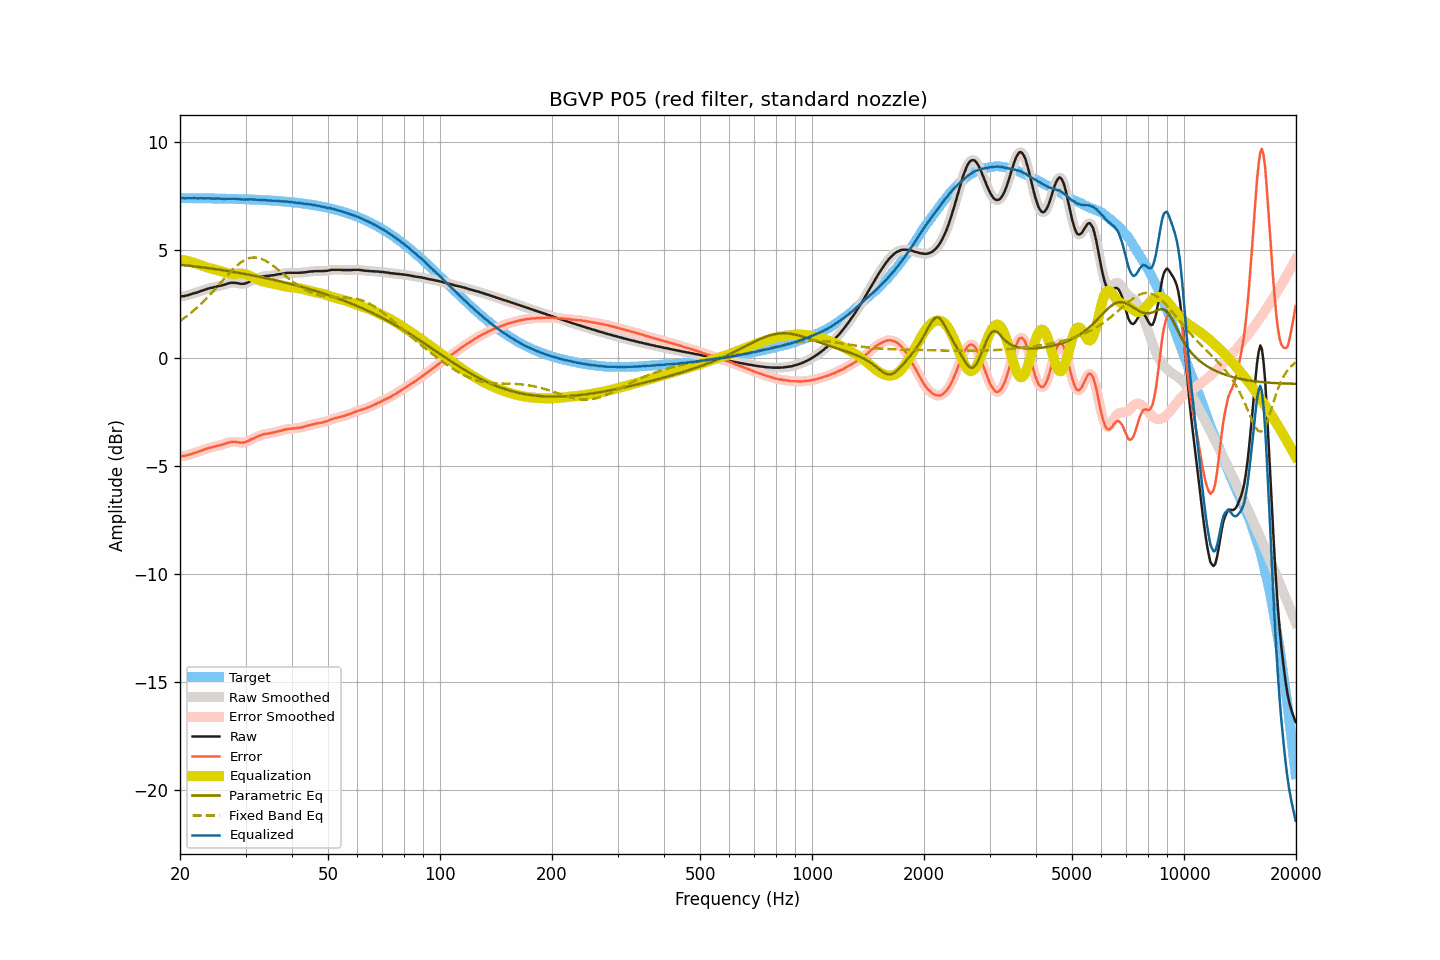 BGVP P05 (red filter, standard nozzle)
10
5
0
−5
−10
−15
−20
Amplitude (dBr)
Target
Raw Smoothed
Error Smoothed
Raw
Error
Equalization
Parametric Eq
Fixed Band Eq
Equalized
20 50 100 200 500 1000 2000 5000 10000 20000
Frequency (Hz)